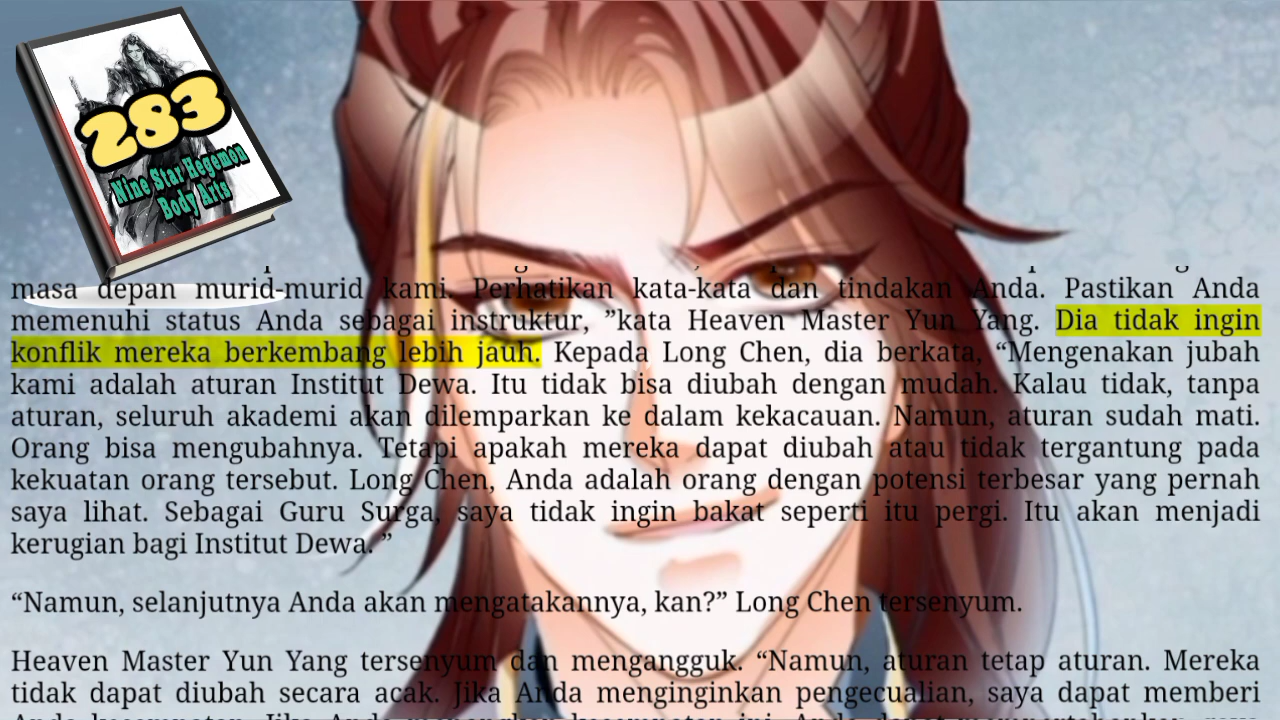 283
Nine Star Hegemon
Body Arts
masa depan murid-murid kami. Perhatikan kata-kata dan tindakan Anda. Pastikan Anda
memenuhi status Anda sebagai instruktur, ”kata Heaven Master Yun Yang. Dia tidak ingin
konflik mereka berkembang lebih jauh. Kepada Long Chen, dia berkata, “Mengenakan jubah
kami adalah aturan Institut Dewa. Itu tidak bisa diubah dengan mudah. Kalau tidak, tanpa
aturan, seluruh akademi akan dilemparkan ke dalam kekacauan. Namun, aturan sudah mati.
Orang bisa mengubahnya. Tetapi apakah mereka dapat diubah atau tidak tergantung pada
kekuatan orang tersebut. Long Chen, Anda adalah orang dengan potensi terbesar yang pernah
saya lihat. Sebagai Guru Surga, saya tidak ingin bakat seperti itu pergi. Itu akan menjadi
kerugian bagi Institut Dewa. ”
“Namun, selanjutnya Anda akan mengatakannya, kan?” Long Chen tersenyum.
Heaven Master Yun Yang tersenyum dan mengangguk. “Namun, aturan tetap aturan. Mereka
tidak dapat diubah secara acak. Jika Anda menginginkan pengecualian, saya dapat memberi